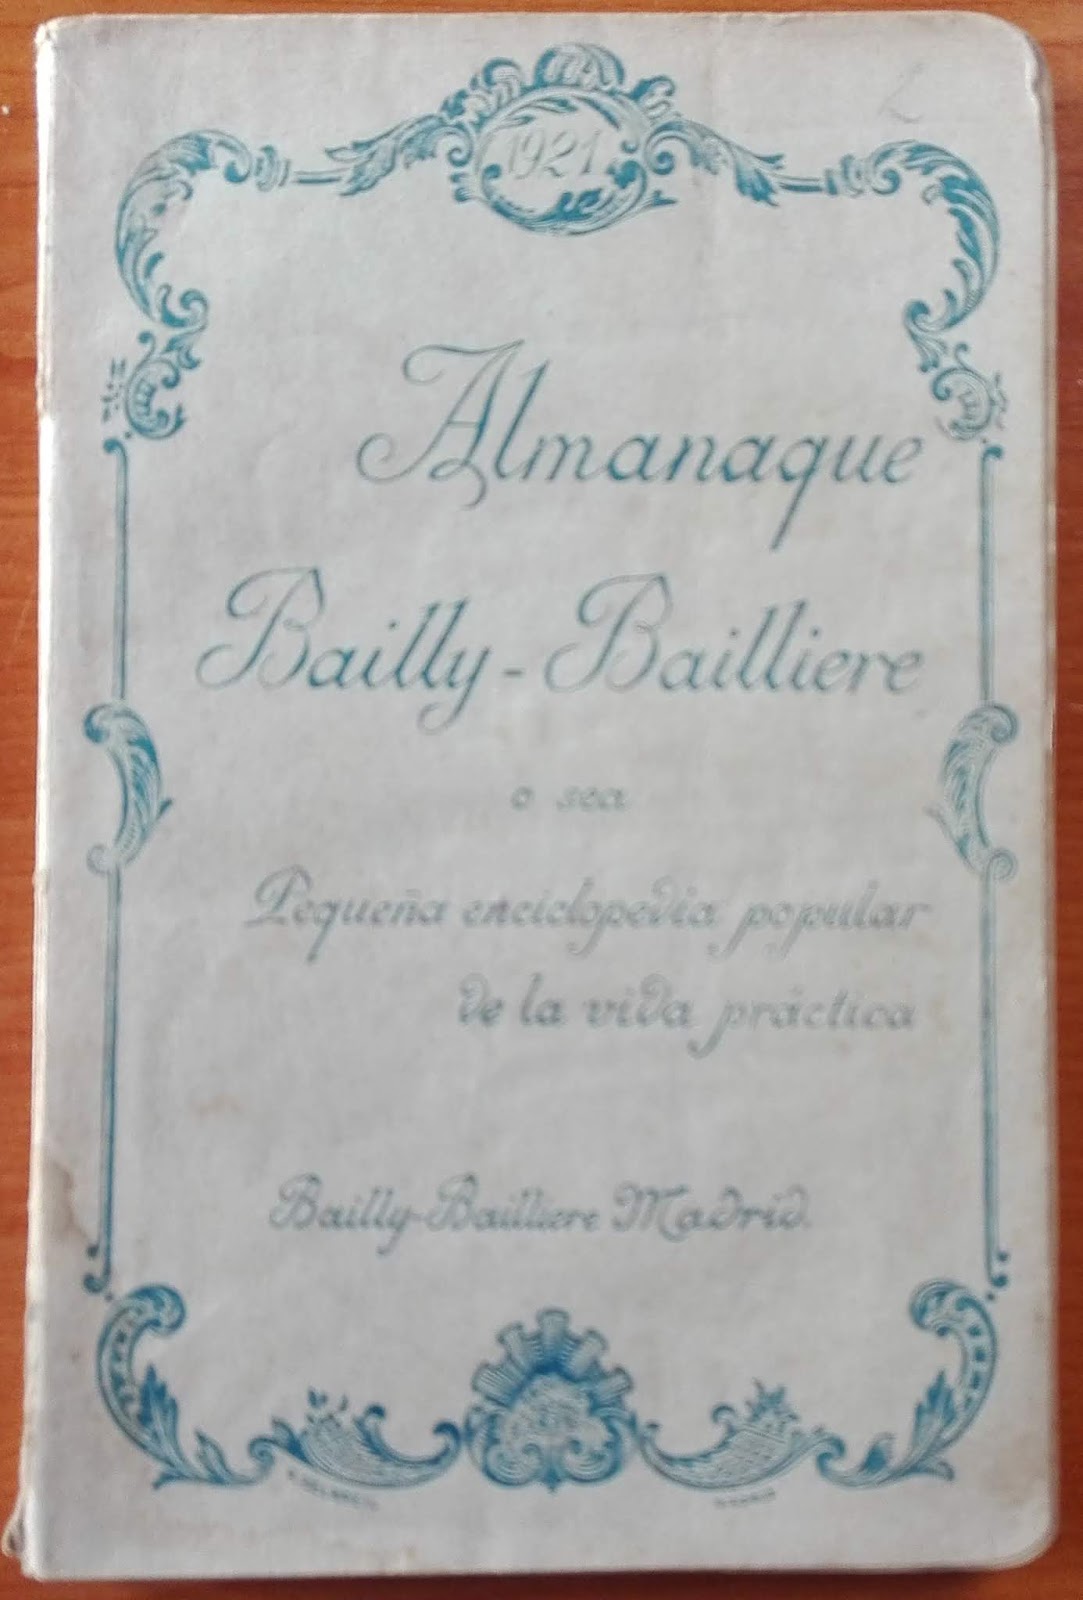 1921
Almanaque
Bailly-Bailliere
o sea
Pequeña enciclopedia popular
de la vida práctica
Bailly-Bailliere Madrid.